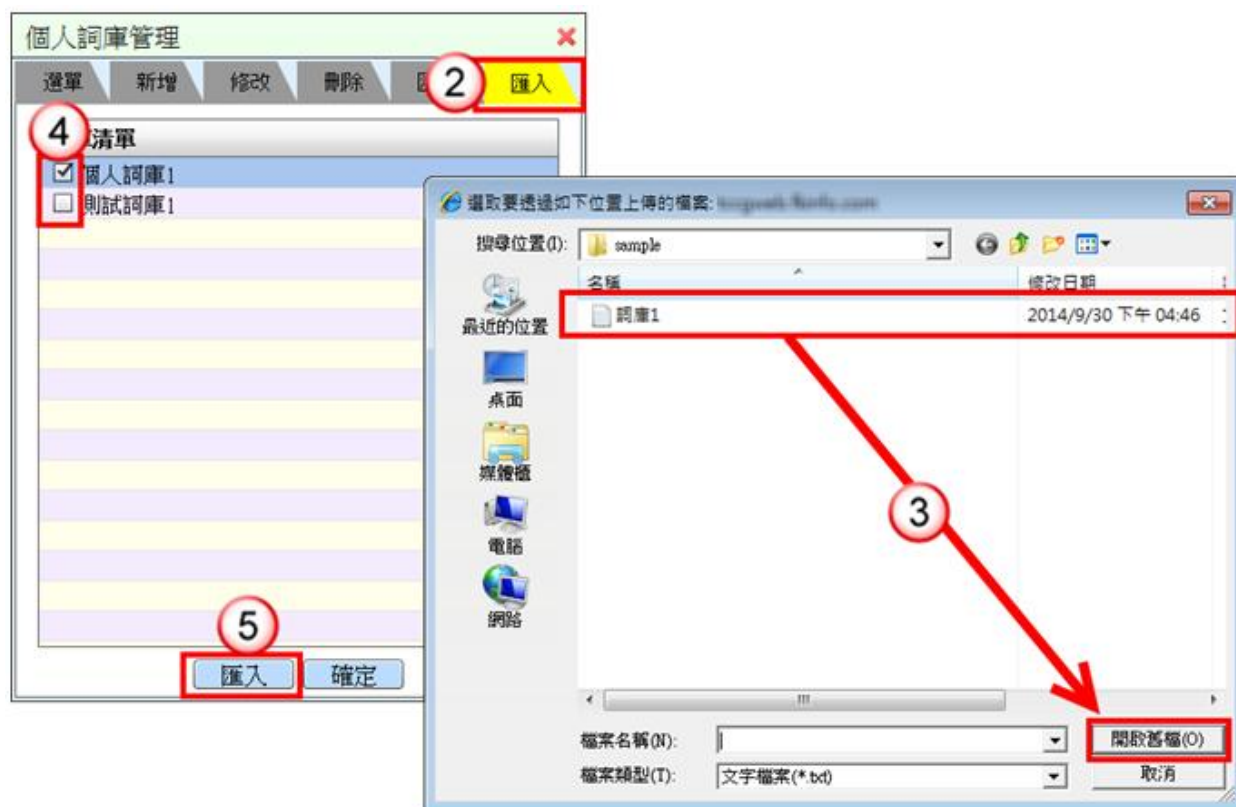 個人詞庫管理
選單 新增 修改 刪除 2 匯入
4 清單
個人詞庫1
則試詞庫1
5
匯入 確定
選取要透過如下位置上傳的檔案:
搜尋位置(I): sample
名稱 修改日期
詞庫1 2014/9/30 下午 04:46
最近的位置
桌面
媒體櫃
電腦
網路
3
檔案名稱(N): 開啟舊檔(O)
檔案類型(T): 文字檔案(*.txt) 取消